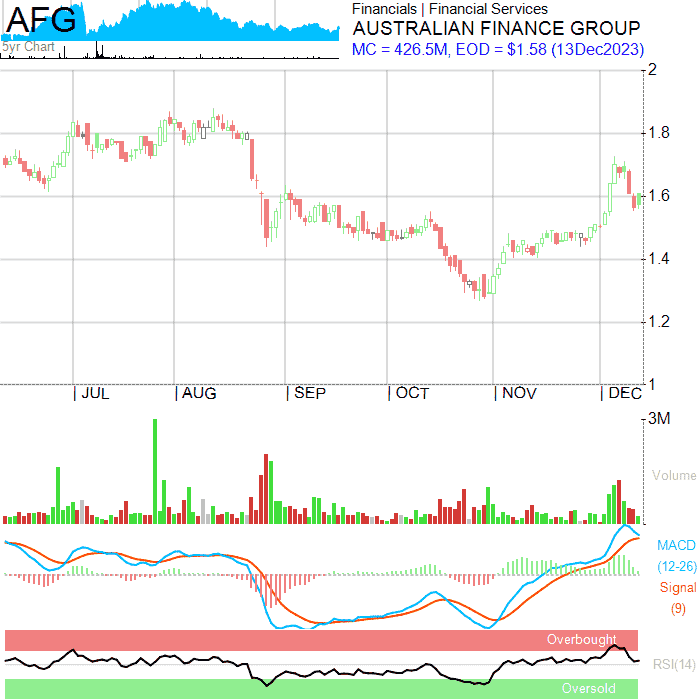 AFG
5yr Chart
Financials | Financial Services
AUSTRALIAN FINANCE GROUP
MC = 426.5M, EOD = $1.58 (13Dec2023)
2
1.8
1.6
1.4
1.2
1
| JUL | AUG | SEP | OCT | NOV | DEC
3M
Volume
MACD
(12-26)
Signal
(9)
Overbought
RSI(14)
Oversold